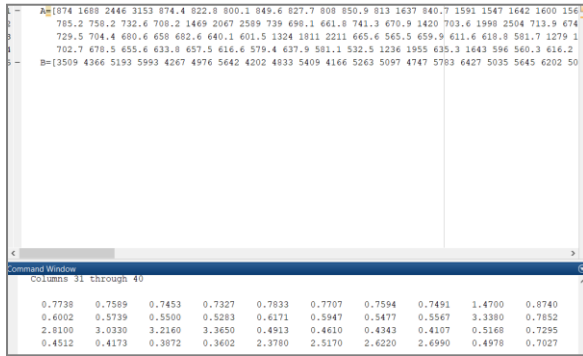 1 - A=[874 1688 2446 3153 874.4 822.8 800.1 849.6 827.7 808 850.9 813 1637 840.7 1591 1547 1642 1600 156
785.2 758.2 732.6 708.2 1469 2067 2589 739 698.1 661.8 741.3 670.9 1420 703.6 1998 2504 713.9 674
729.5 704.4 680.6 658 682.6 640.1 601.5 1324 1811 2211 665.6 565.5 659.9 611.6 618.8 581.7 1279 1
702.7 678.5 655.6 633.8 657.5 616.6 579.4 637.9 581.1 532.5 1236 1955 635.3 1643 596 560.3 616.2
5 - B=[3509 4366 5193 5993 4267 4976 5642 4202 4833 5409 4166 5263 5097 4747 5783 6427 5035 5645 6202 50
Command Window
Columns 31 through 40
0.7738 0.7589 0.7453 0.7327 0.7833 0.7707 0.7594 0.7491 1.4700 0.8740
0.6002 0.5739 0.5500 0.5283 0.6171 0.5947 0.5477 0.5567 3.3380 0.7852
2.8100 3.0330 3.2160 3.3650 0.4913 0.4610 0.4343 0.4107 0.5168 0.7295
0.4512 0.4173 0.3872 0.3602 2.3780 2.5170 2.6220 2.6990 0.4978 0.7027